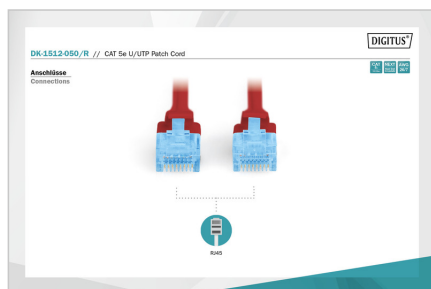 DIGITUS®
DK-1512-050/R // CAT 5e U/UTP Patch Cord
Anschlüsse
Connections
RJ45